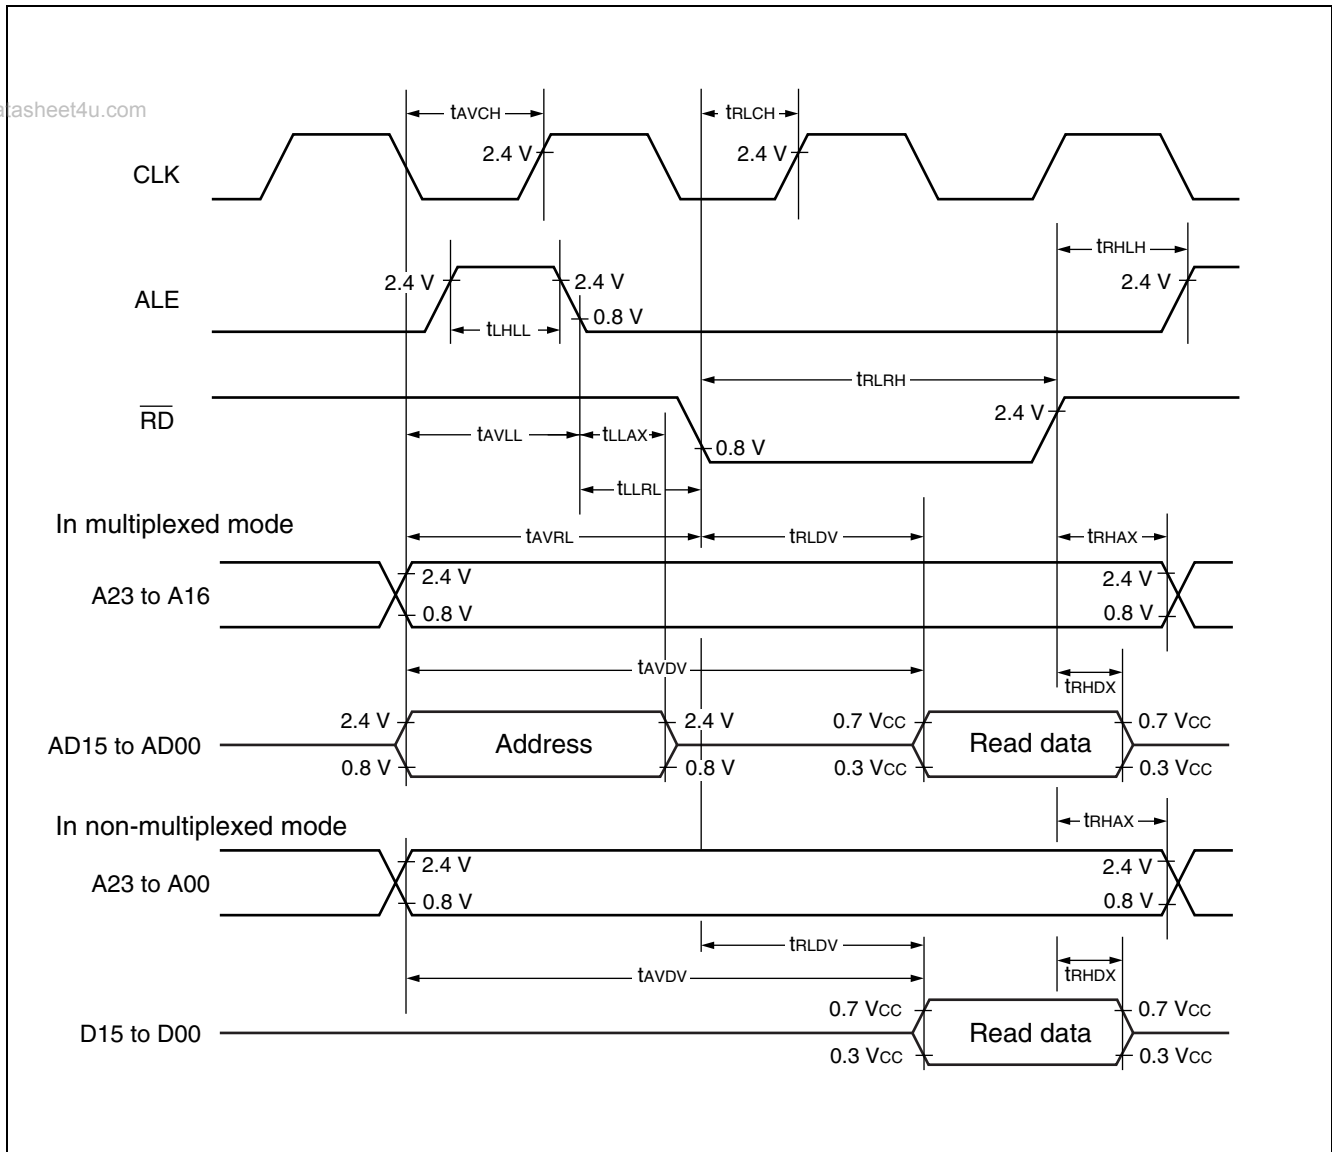 atasheet4u.com
tAVCH
tRLCH
CLK
2.4 V
2.4 V
tRHLH
ALE
2.4 V
2.4 V
2.4 V
0.8 V
tLHLL
tRLRH
RD
2.4 V
tAVLL
tLLAX
0.8 V
tLLRL
In multiplexed mode
tAVRL
tRLDV
tRHAX
A23 to A16
2.4 V
2.4 V
0.8 V
0.8 V
tAVDV
tRHDX
AD15 to AD00
2.4 V
Address
2.4 V
0.7 VCC
Read data
0.7 VCC
0.8 V
0.8 V
0.3 VCC
0.3 VCC
In non-multiplexed mode
tRHAX
A23 to A00
2.4 V
2.4 V
0.8 V
0.8 V
tRLDV
tAVDV
tRHDX
D15 to D00
0.7 VCC
Read data
0.7 VCC
0.3 VCC
0.3 VCC